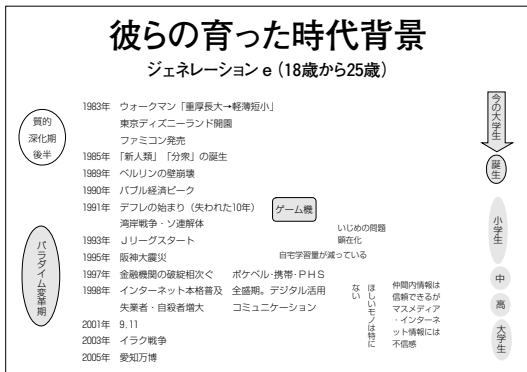 彼らの育った時代背景
ジェネレーションe(18歳から25歳)
質的
深化期
後半
パラダイム変革期
1983年 ウォークマン「重厚長大→軽薄短小」
東京ディズニーランド開園
ファミコン発売
1985年 「新人類」「分衆」の誕生
1989年 ベルリンの壁崩壊
1990年 バブル経済ピーク
1991年 デフレの始まり(失われた10年)
ゲーム機
湾岸戦争・ソ連解体
いじめの問題
顕在化
1993年 Jリーグスタート
1995年 阪神大震災
自宅学習量が減っている
1997年 金融機関の破綻相次ぐ ポケベル・携帯・PHS
1998年 インターネット本格普及 全盛期。デジタル活用
失業者・自殺者増大 コミュニケーション
2001年 9.11
2003年 イラク戦争
2005年 愛知万博
ほしいモノは特に
ない
仲間内情報は
信頼できるが
マスメディア
・インターネ
ット情報には
不信感
今の大学生
誕生
小学生
中
高
大学生